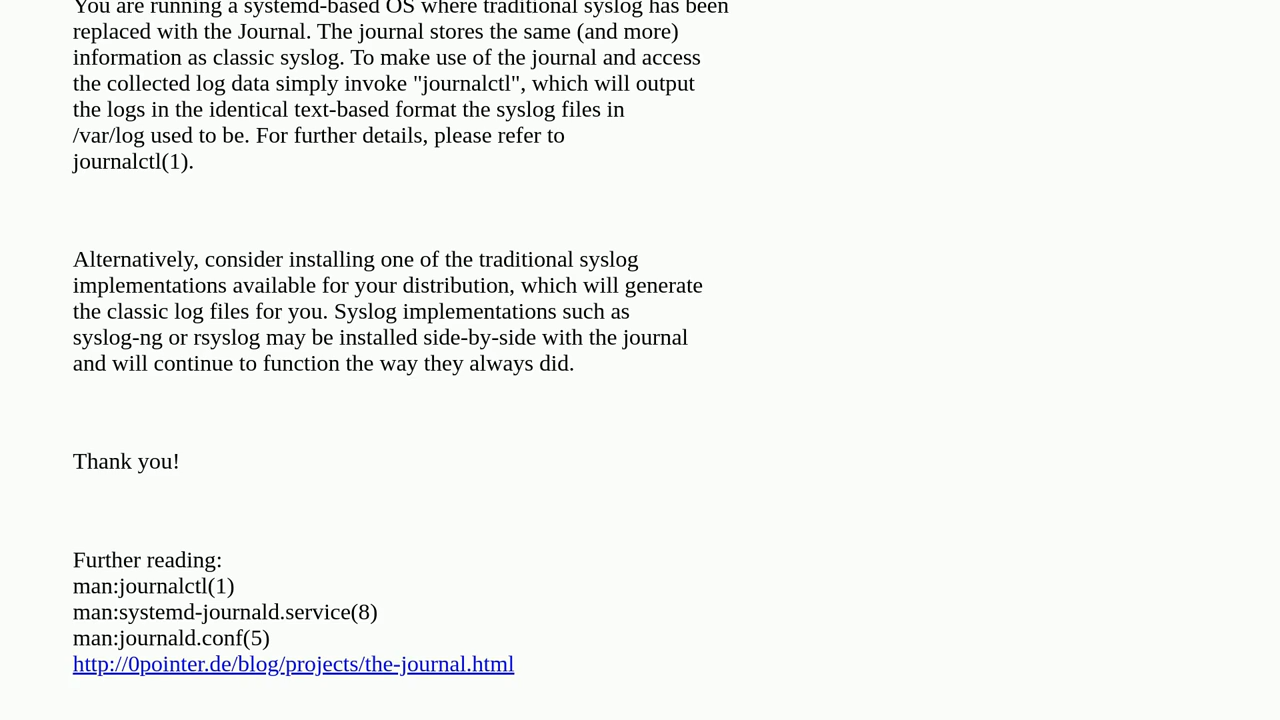 You are running a systemd-based OS where traditional syslog has been
replaced with the Journal. The journal stores the same (and more)
information as classic syslog. To make use of the journal and access
the collected log data simply invoke "journalctl", which will output
the logs in the identical text-based format the syslog files in
/var/log used to be. For further details, please refer to
journalctl(1).
Alternatively, consider installing one of the traditional syslog
implementations available for your distribution, which will generate
the classic log files for you. Syslog implementations such as
syslog-ng or rsyslog may be installed side-by-side with the journal
and will continue to function the way they always did.
Thank you!
Further reading:
man:journalctl(1)
man:systemd-journald.service(8)
man:journald.conf(5)
http://0pointer.de/blog/projects/the-journal.html